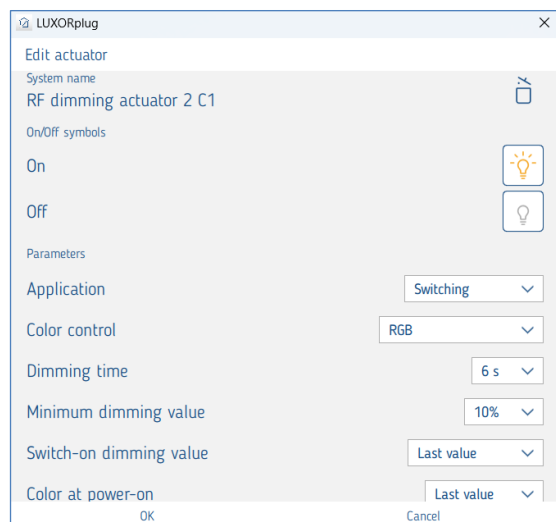 LUXORplug
Edit actuator
System name
RF dimming actuator 2 C1
On/Off symbols
On
Off
Parameters
Application Switching
Color control RGB
Dimming time 6 s
Minimum dimming value 10%
Switch-on dimming value Last value
Color at power-on Last value
OK Cancel